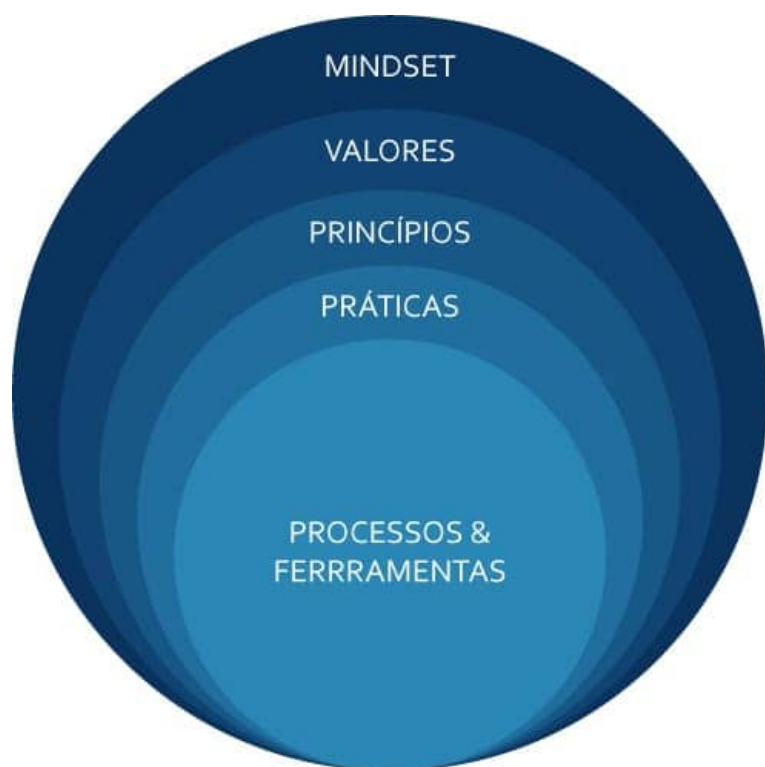 MINDSET
VALORES
PRINCÍPIOS
PRÁTICAS
PROCESSOS &
FERRRAMENTAS